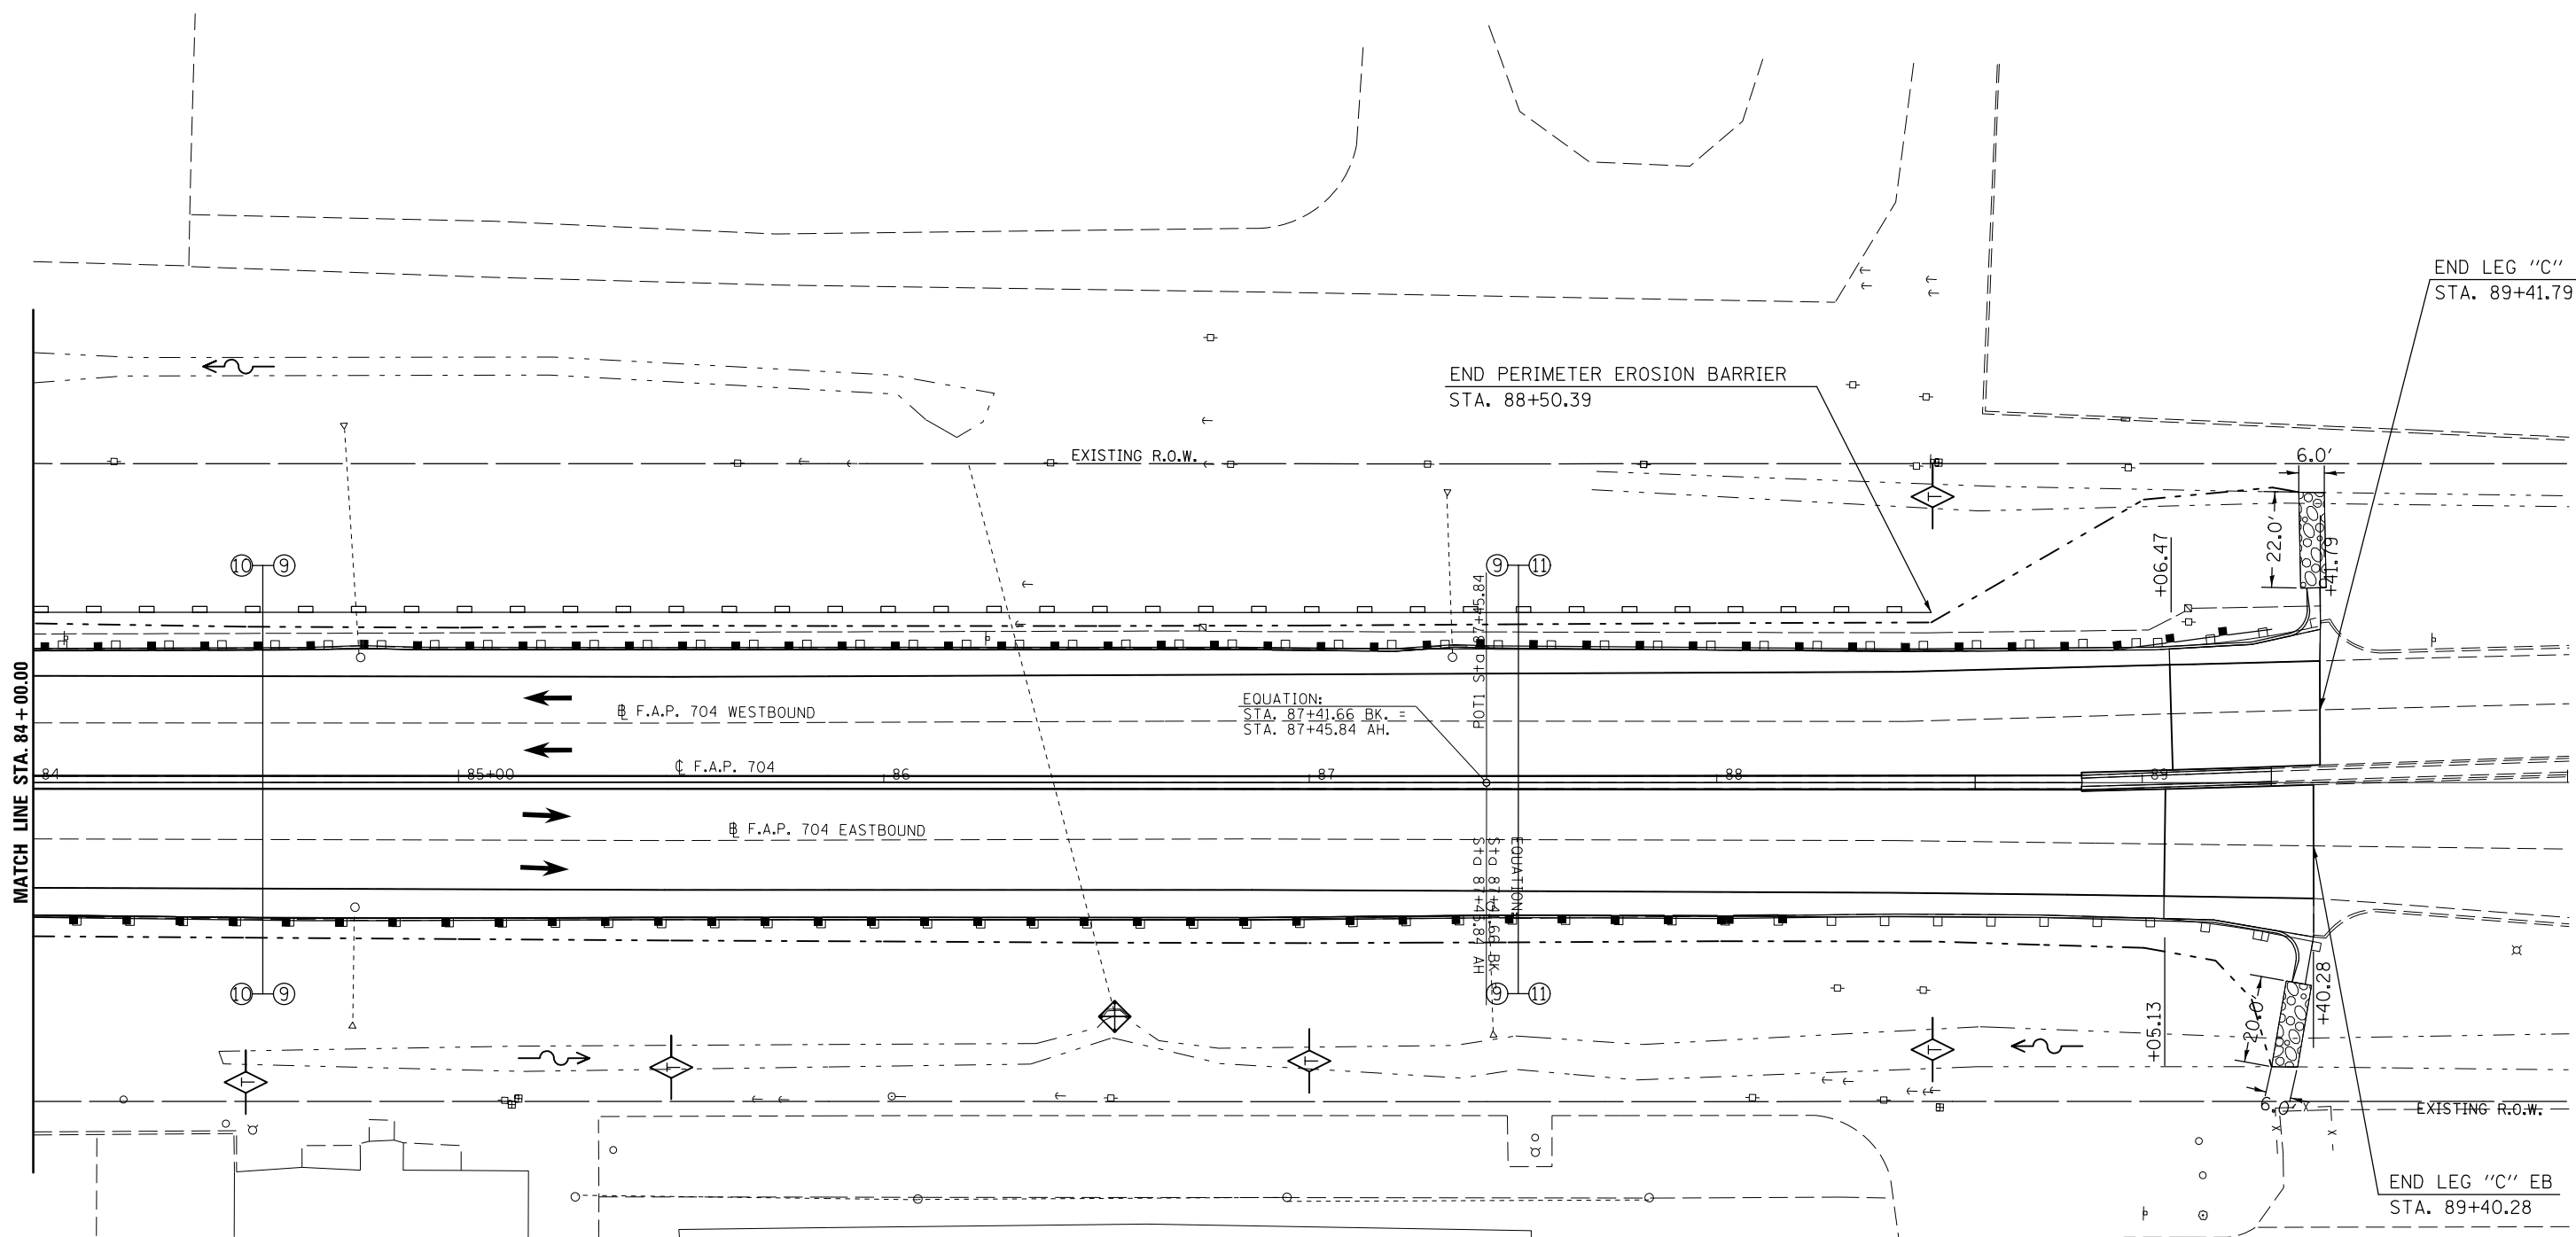 END LEG "C"
STA. 89+41.79
END PERIMETER EROSION BARRIER
STA. 88+50.39
EXISTING R.O.W.
6.0'
22.0'
+06.47
+41.79
10 9
9 11
POT1 Sta 87+45.84
MATCH LINE STA. 84+00.00
℄ F.A.P. 704 WESTBOUND
EQUATION:
STA. 87+41.66 BK. =
STA. 87+45.84 AH.
℄ F.A.P. 704
84 85+00 86 87 88 89
℄ F.A.P. 704 EASTBOUND
EQUATION:
Sta 87+41.66 BK
Sta 87+45.84 AH
10 9
9 11
T
T
T
T
T
+05.13
20.0'
+40.28
6.0'
EXISTING R.O.W.
END LEG "C" EB
STA. 89+40.28